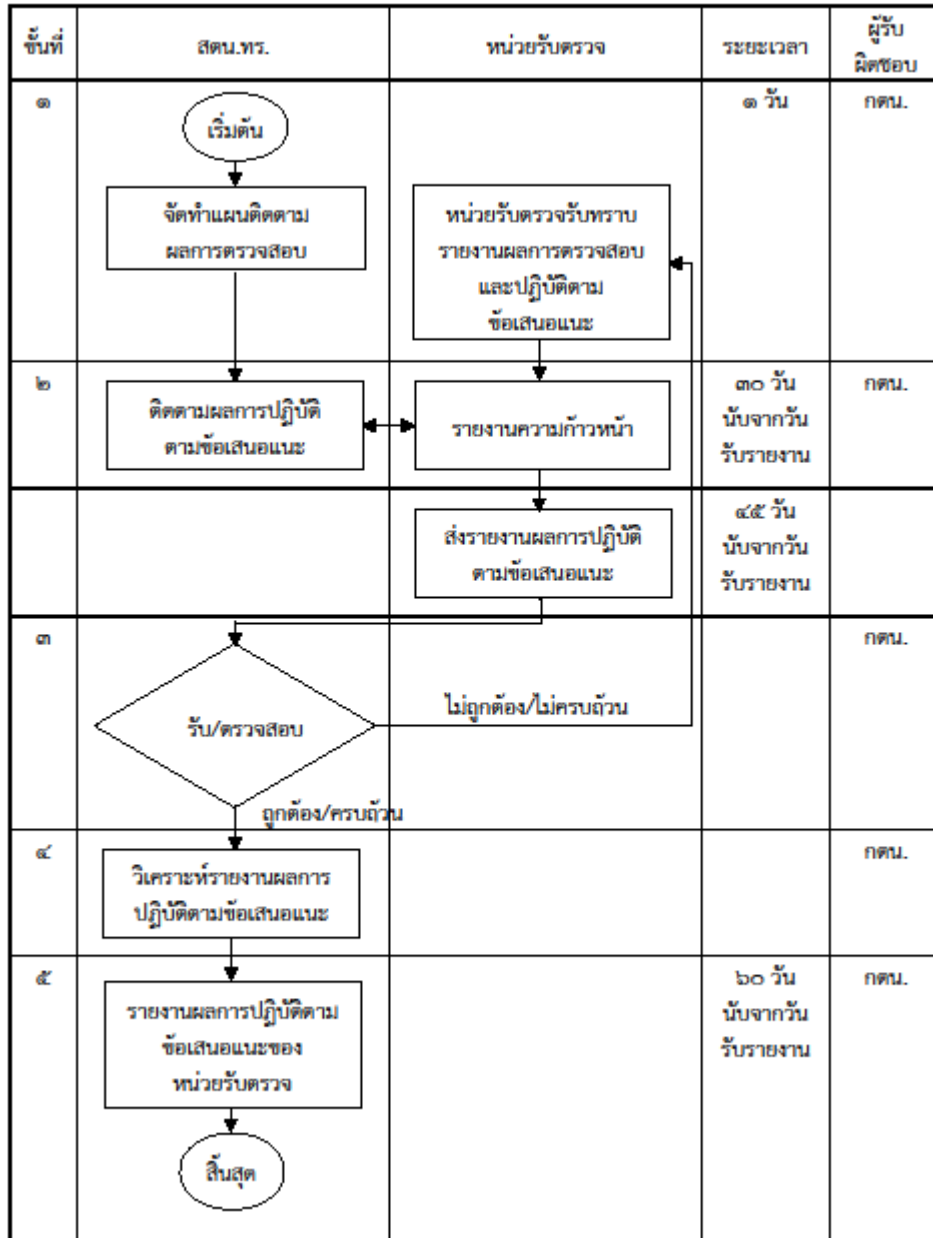 ขั้นที่
สตน.ทร.
หน่วยรับตรวจ
ระยะเวลา
ผู้รับ
ผิดชอบ
๑
เริ่มต้น
๑ วัน
กตน.
จัดทำแผนติดตาม
ผลการตรวจสอบ
หน่วยรับตรวจรับทราบ
รายงานผลการตรวจสอบ
และปฏิบัติตาม
ข้อเสนอแนะ
๒
ติดตามผลการปฏิบัติ
ตามข้อเสนอแนะ
รายงานความก้าวหน้า
๓๐ วัน
นับจากวัน
รับรายงาน
กตน.
ส่งรายงานผลการปฏิบัติ
ตามข้อเสนอแนะ
๔๕ วัน
นับจากวัน
รับรายงาน
๓
กตน.
รับ/ตรวจสอบ
ไม่ถูกต้อง/ไม่ครบถ้วน
ถูกต้อง/ครบถ้วน
๔
วิเคราะห์รายงานผลการ
ปฏิบัติตามข้อเสนอแนะ
กตน.
๕
รายงานผลการปฏิบัติตาม
ข้อเสนอแนะของ
หน่วยรับตรวจ
๖๐ วัน
นับจากวัน
รับรายงาน
กตน.
สิ้นสุด